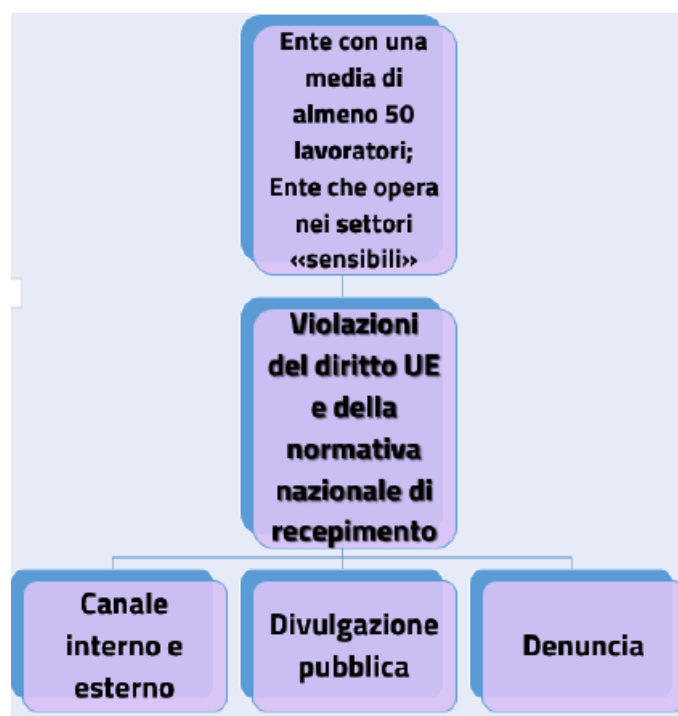 Ente con una
media di
almeno 50
lavoratori;
Ente che opera
nei settori
«sensibili»
Violazioni
del diritto UE
e della
normativa
nazionale di
recepimento
Canale
interno e
esterno
Divulgazione
pubblica
Denuncia